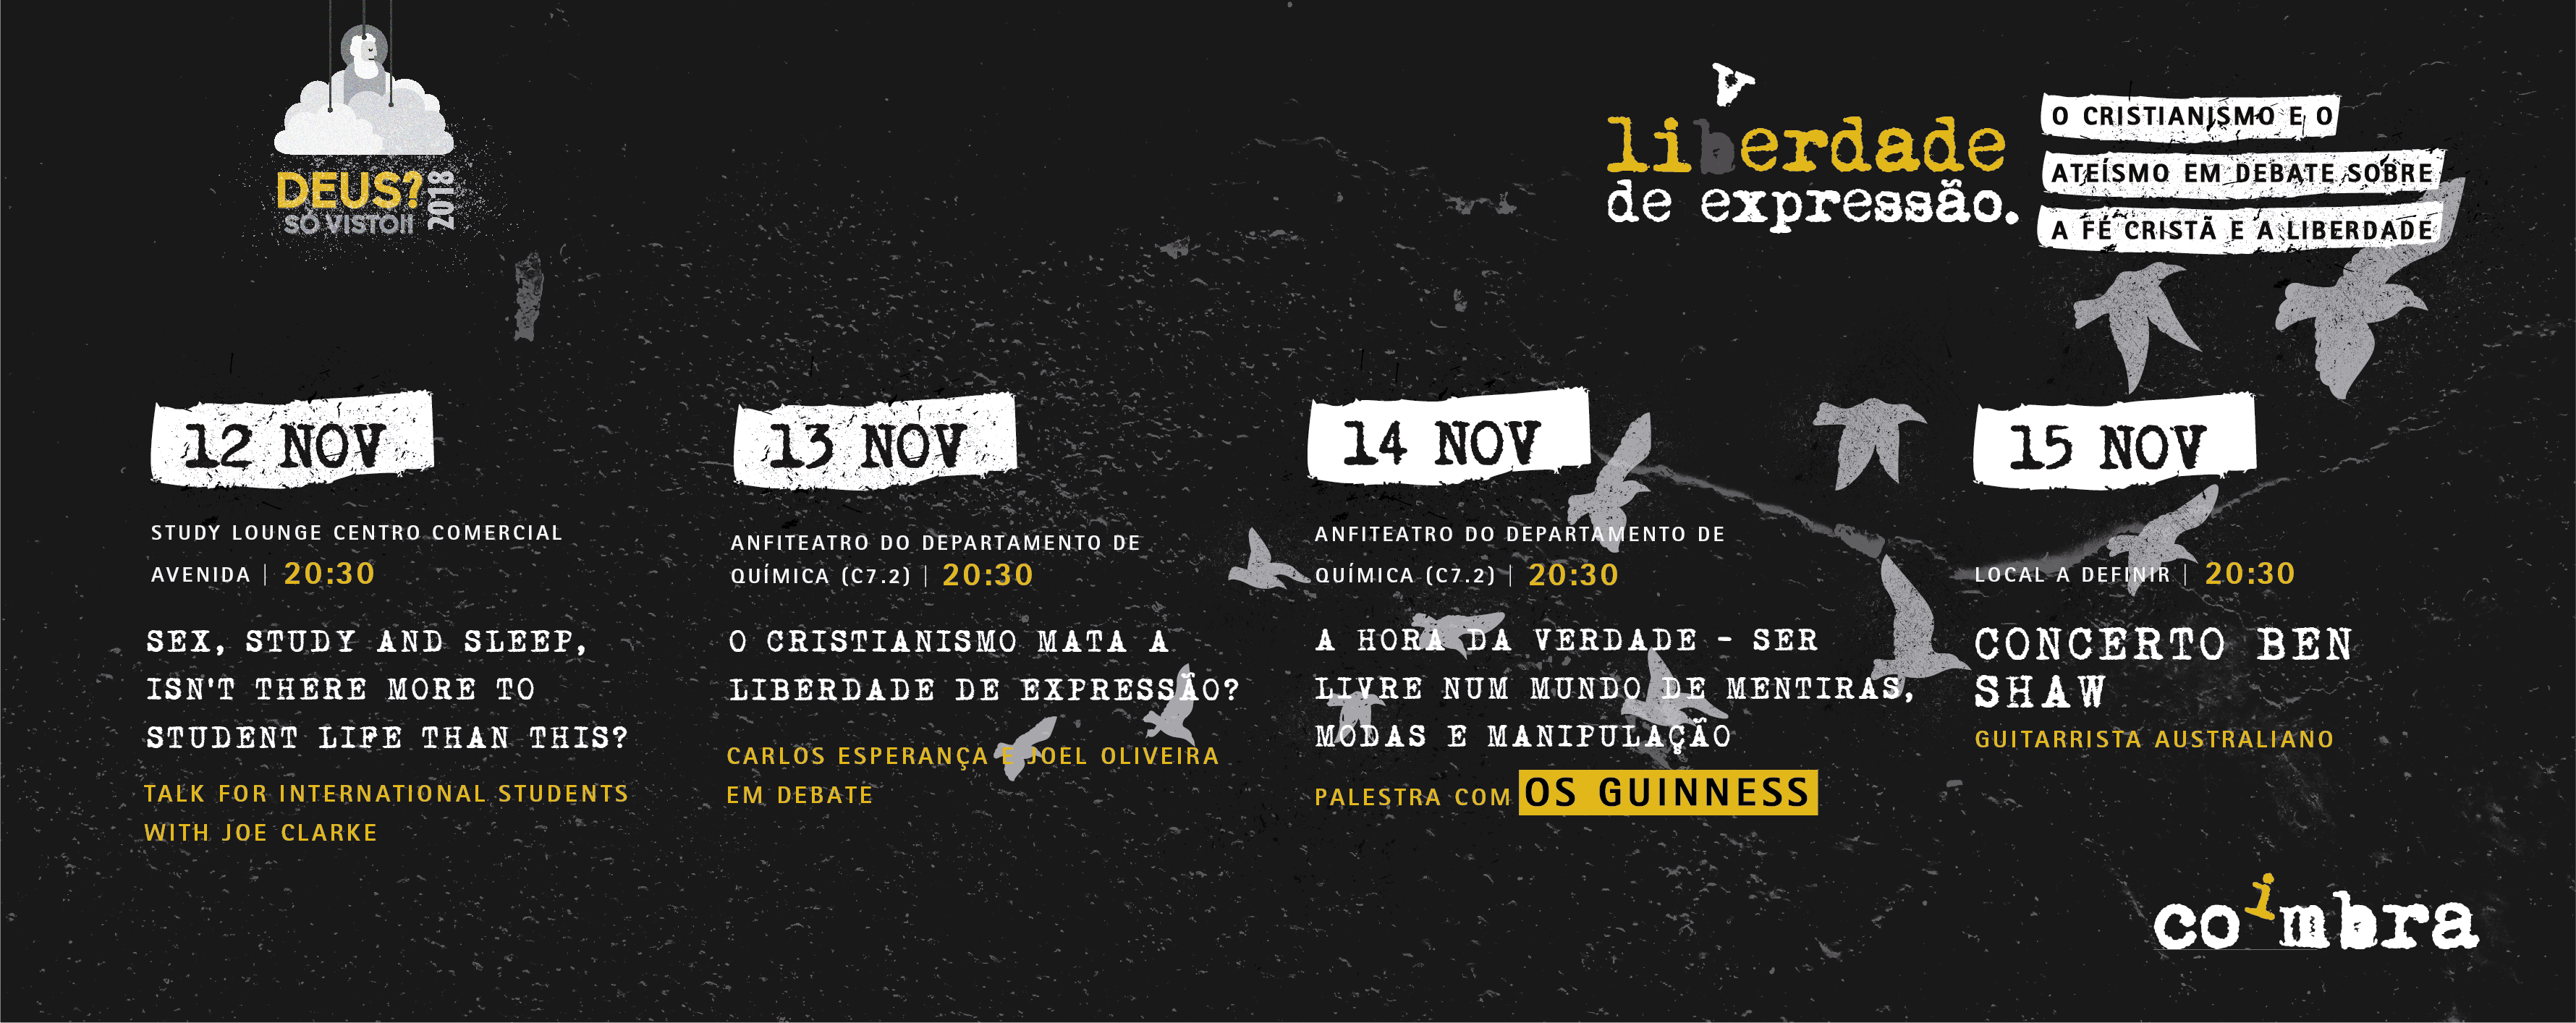 DEUS?
SÓ VISTO!!
2018
v
liberdade
de expressão.
O CRISTIANISMO E O
ATEÍSMO EM DEBATE SOBRE
A FÉ CRISTÃ E A LIBERDADE
12 NOV
STUDY LOUNGE CENTRO COMERCIAL
AVENIDA | 20:30
SEX, STUDY AND SLEEP,
ISN'T THERE MORE TO
STUDENT LIFE THAN THIS?
TALK FOR INTERNATIONAL STUDENTS
WITH JOE CLARKE
13 NOV
ANFITEATRO DO DEPARTAMENTO DE
QUÍMICA (C7.2) | 20:30
O CRISTIANISMO MATA A
LIBERDADE DE EXPRESSÃO?
CARLOS ESPERANÇA E JOEL OLIVEIRA
EM DEBATE
14 NOV
ANFITEATRO DO DEPARTAMENTO DE
QUÍMICA (C7.2) | 20:30
A HORA DA VERDADE - SER
LIVRE NUM MUNDO DE MENTIRAS,
MODAS E MANIPULAÇÃO
PALESTRA COM OS GUINNESS
15 NOV
LOCAL A DEFINIR | 20:30
CONCERTO BEN
SHAW
GUITARRISTA AUSTRALIANO
coimbra